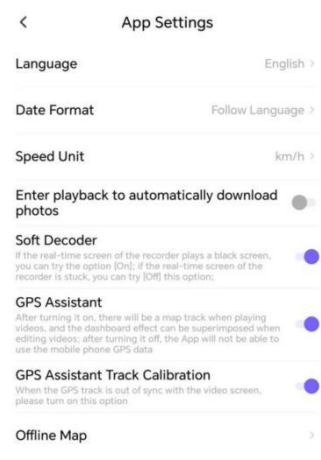 App Settings
Language English
Date Format Follow Language
Speed Unit km/h
Enter playback to automatically download
photos
Soft Decoder
If the real-time screen of the recorder plays a black screen,
you can try the option [On]; if the real-time screen of the
recorder is stuck, you can try [Off] this option;
GPS Assistant
After turning it on, there will be a map track when playing
videos, and the dashboard effect can be superimposed when
editing videos; after turning it off, the App will not be able to
use the mobile phone GPS data
GPS Assistant Track Calibration
When the GPS track is out of sync with the video screen,
please turn on this option
Offline Map